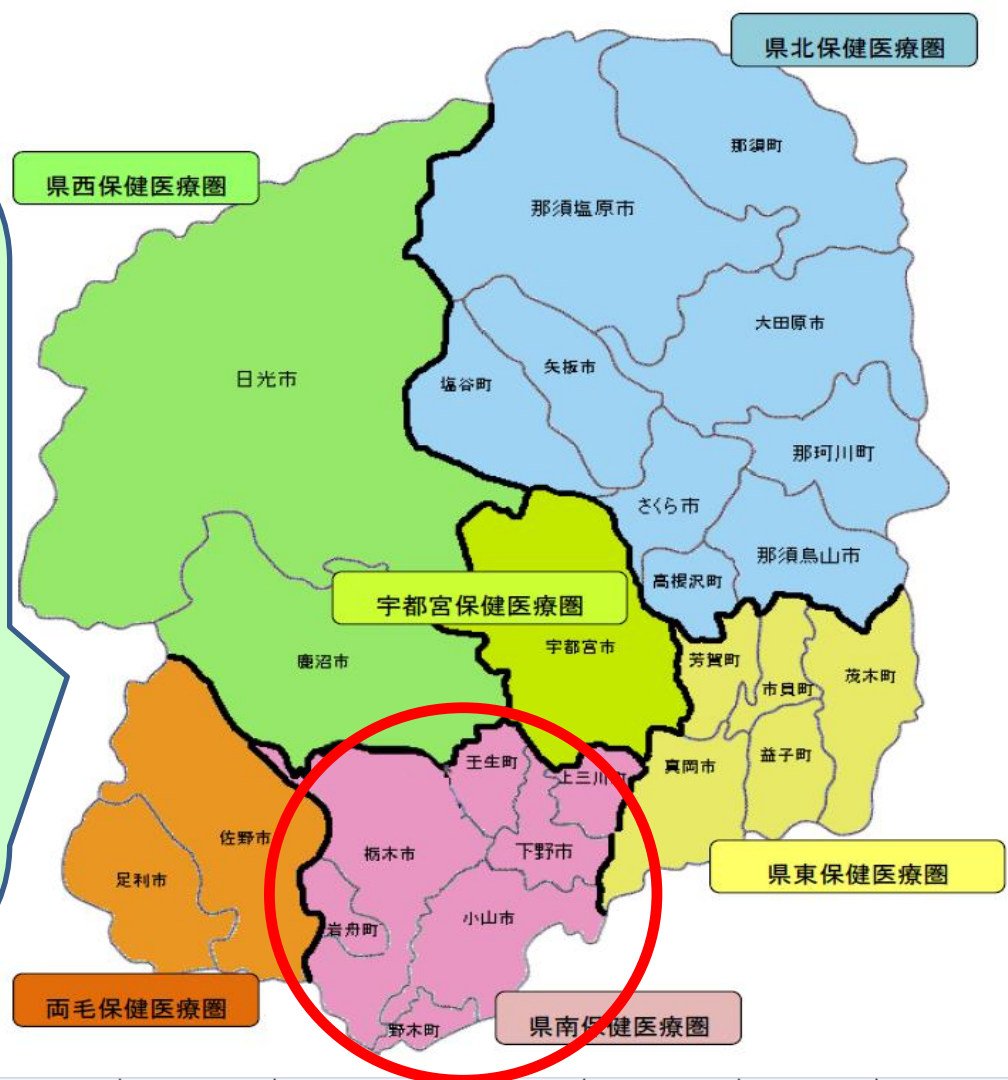 県北保健医療圏
那須町
県西保健医療圏
那須塩原市
大田原市
矢板市
日光市
塩谷町
那珂川町
さくら市
那須烏山市
高根沢町
宇都宮保健医療圏
宇都宮市
鹿沼市
芳賀町
茂木町
市貝町
益子町
壬生町
真岡市
上三川町
佐野市
栃木市
下野市
県東保健医療圏
足利市
小山市
岩舟町
両毛保健医療圏
県南保健医療圏
野木町